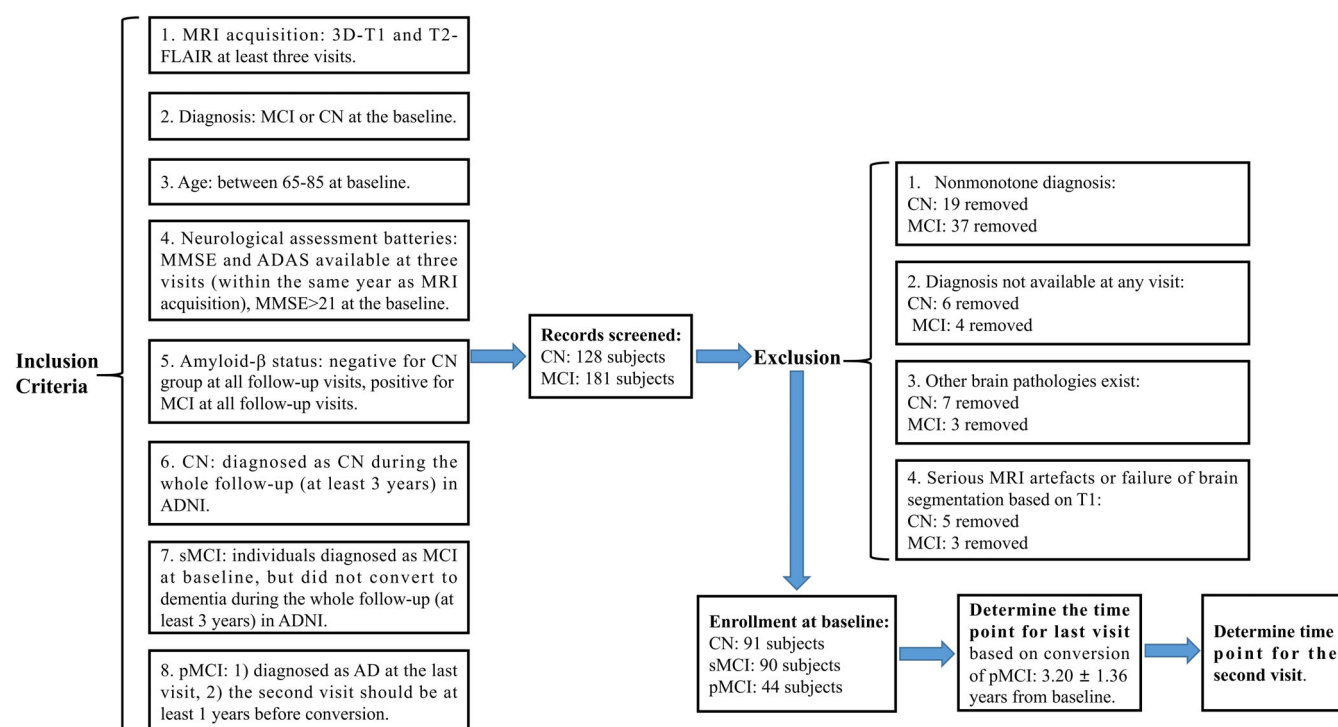 Inclusion
Criteria
1. MRI acquisition: 3D-T1 and T2-
FLAIR at least three visits.
2. Diagnosis: MCI or CN at the baseline.
3. Age: between 65-85 at baseline.
4. Neurological assessment batteries:
MMSE and ADAS available at three
visits (within the same year as MRI
acquisition), MMSE>21 at the baseline.
5. Amyloid-β status: negative for CN
group at all follow-up visits, positive for
MCI at all follow-up visits.
6. CN: diagnosed as CN during the
whole follow-up (at least 3 years) in
ADNI.
7. sMCI: individuals diagnosed as MCI
at baseline, but did not convert to
dementia during the whole follow-up (at
least 3 years) in ADNI.
8. pMCI: 1) diagnosed as AD at the last
visit, 2) the second visit should be at
least 1 years before conversion.
Records screened:
CN: 128 subjects
MCI: 181 subjects
Exclusion
1. Nonmonotone diagnosis:
CN: 19 removed
MCI: 37 removed
2. Diagnosis not available at any visit:
CN: 6 removed
MCI: 4 removed
3. Other brain pathologies exist:
CN: 7 removed
MCI: 3 removed
4. Serious MRI artefacts or failure of brain
segmentation based on T1:
CN: 5 removed
MCI: 3 removed
Enrollment at baseline:
CN: 91 subjects
sMCI: 90 subjects
pMCI: 44 subjects
Determine the time
point for last visit
based on conversion
of pMCI: 3.20 ± 1.36
years from baseline.
Determine time
point for the
second visit.